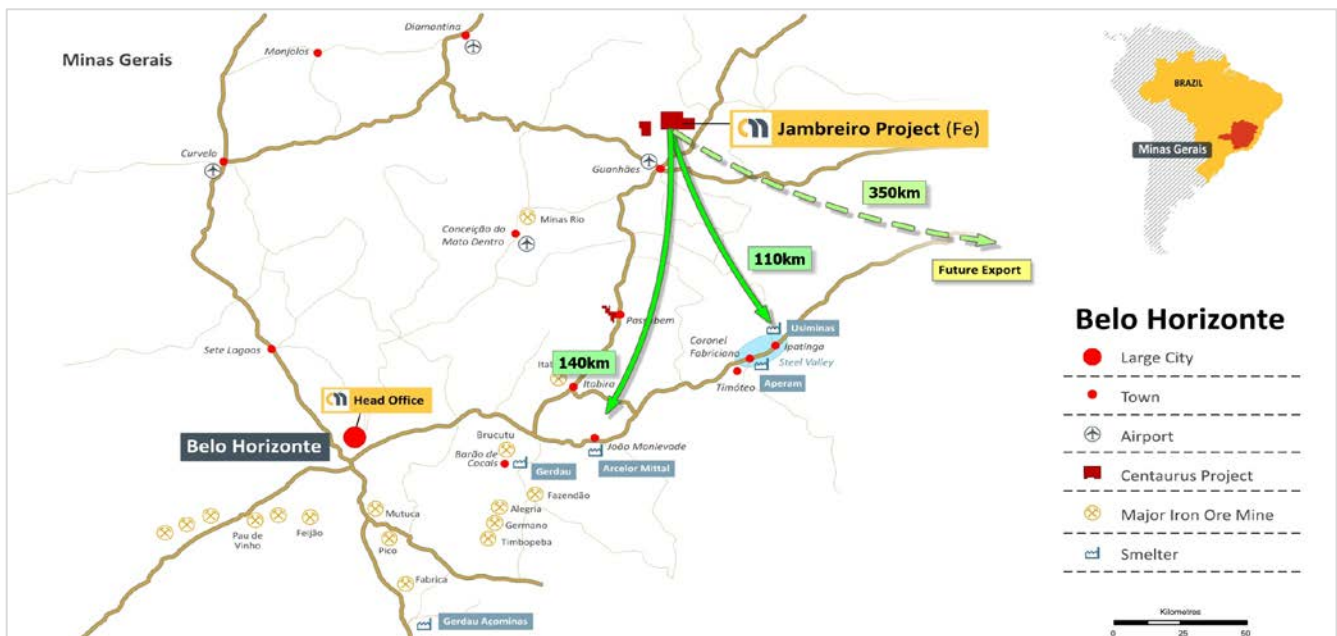 Minas Gerais
Diamantina
Monjolos
Jambreiro Project (Fe)
BRAZIL
Minas Gerais
Curvelo
Guanhães
350km
Minas Rio
Conceição do
Mato Dentro
110km
Future Export
Passabem
Usiminas
Coronel
Fabriciano
Ipatinga
Steel Valley
Sete Lagoas
140km
Itabira
Timóteo
Aperam
Head Office
Belo Horizonte
Brucutu
Barão de
Cocais
João Monlevade
Gerdau
Arcelor Mittal
Fazendão
Alegria
Mutuca
Germano
Pau de
Vinho
Feijão
Pico
Timbopeba
Fabrica
Gerdau Açominas
Belo Horizonte
Large City
Town
Airport
Centaurus Project
Major Iron Ore Mine
Smelter
Kilometres
0
25
50